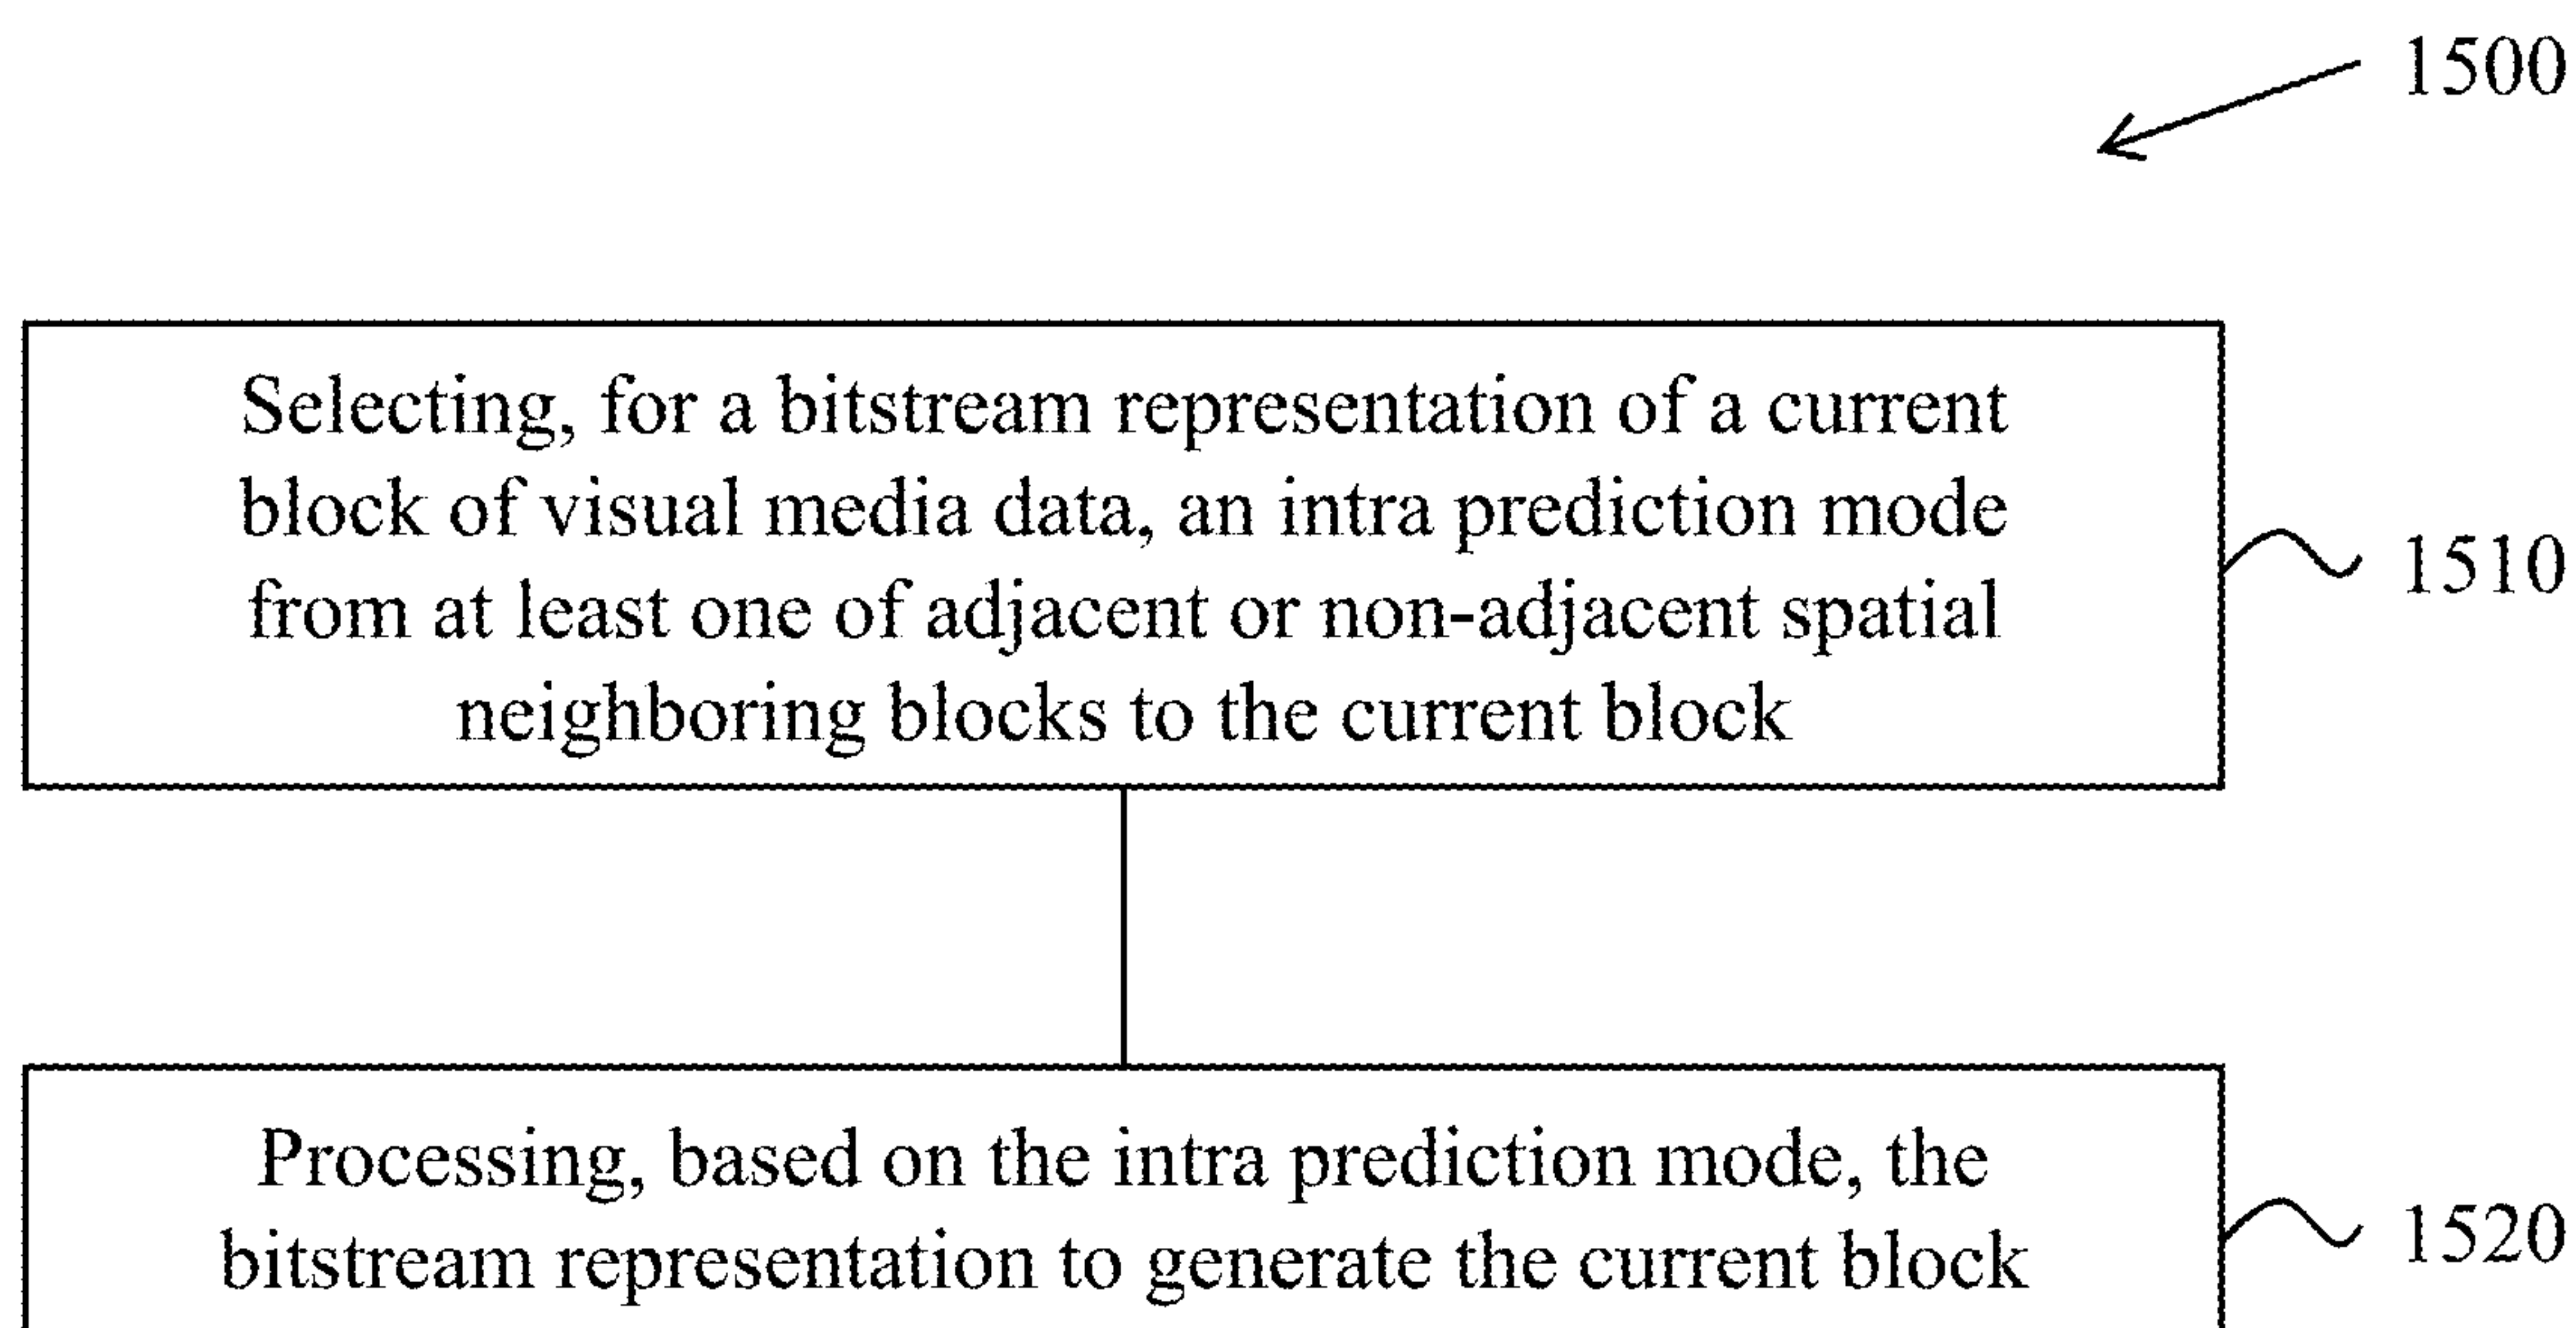 1500
Selecting, for a bitstream representation of a current
block of visual media data, an intra prediction mode
from at least one of adjacent or non-adjacent spatial
neighboring blocks to the current block
1510
Processing, based on the intra prediction mode, the
bitstream representation to generate the current block
1520